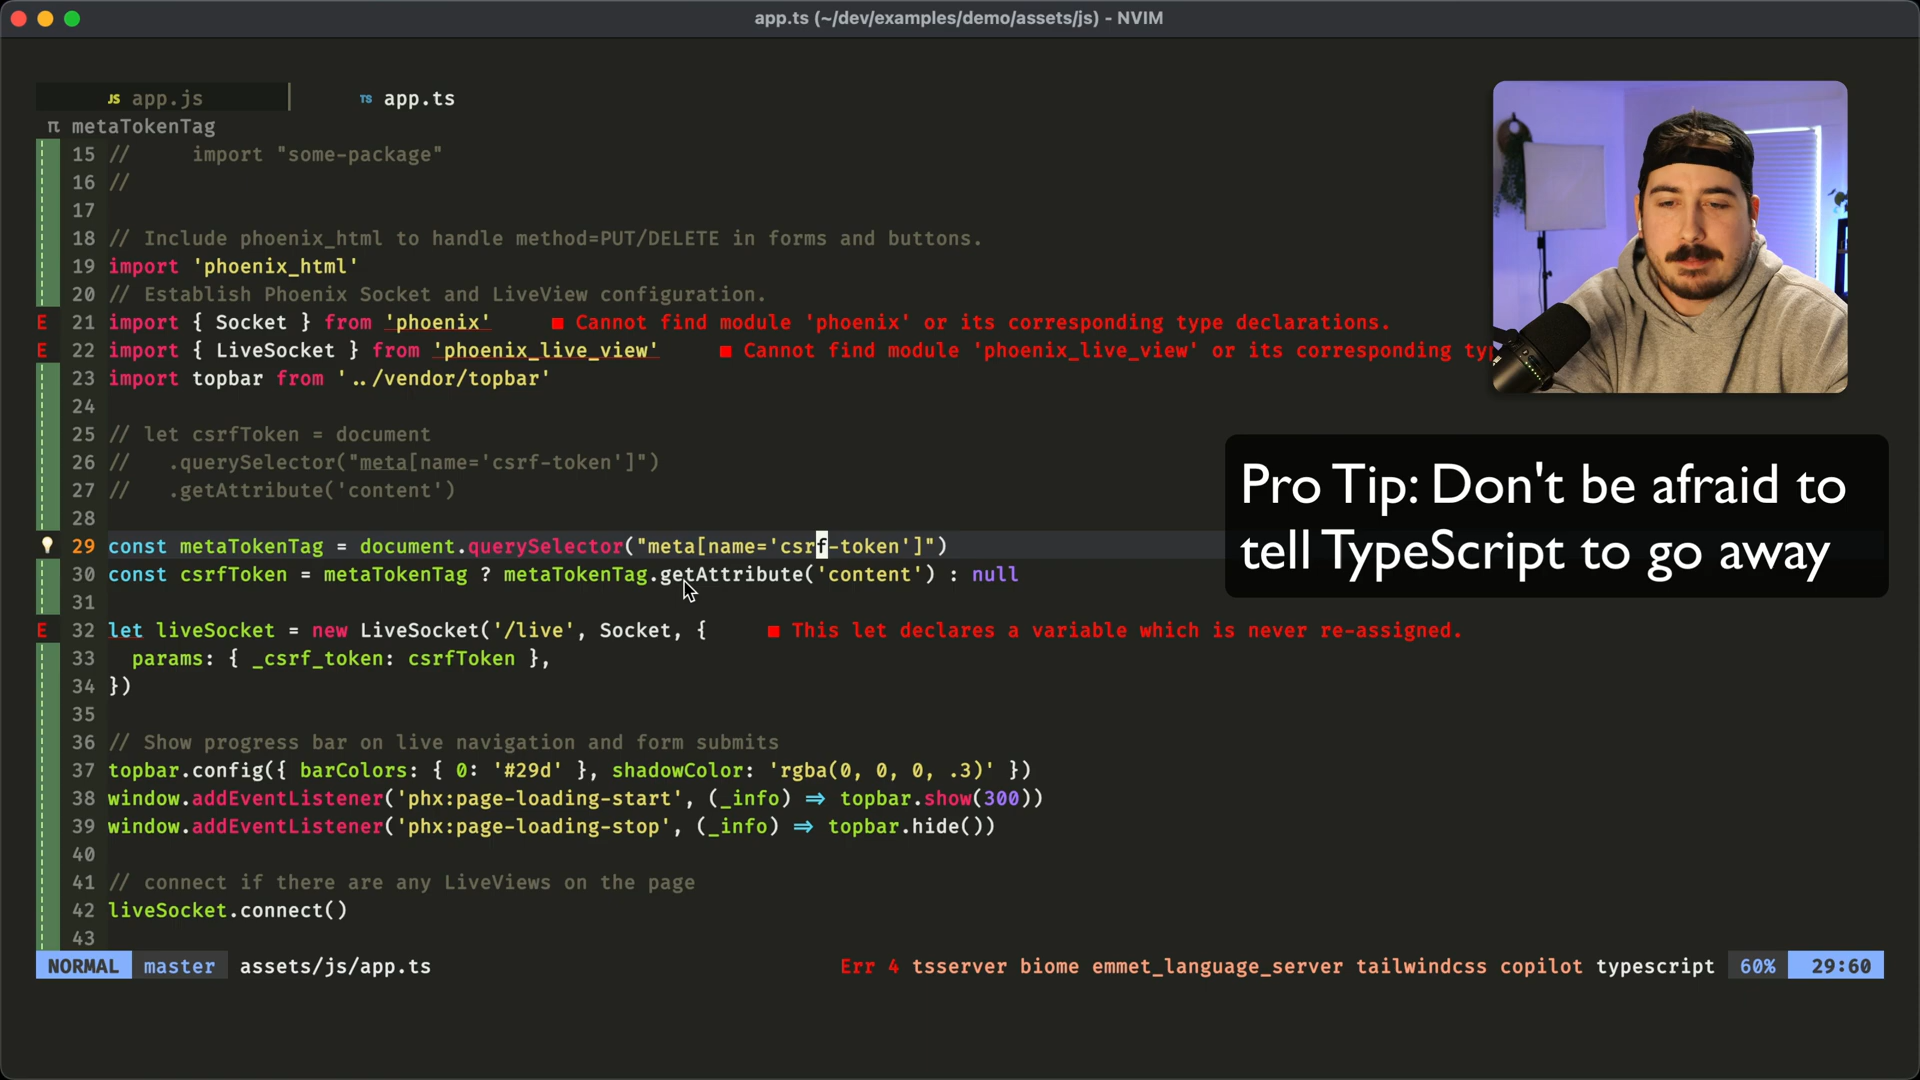 app.ts (~/dev/examples/demo/assets/js) - NVIM
JS app.js
TS app.ts
π metaTokenTag
15 //     import "some-package"
16 //
17
18 // Include phoenix_html to handle method=PUT/DELETE in forms and buttons.
19 import 'phoenix_html'
20 // Establish Phoenix Socket and LiveView configuration.
E 21 import { Socket } from 'phoenix'     ■ Cannot find module 'phoenix' or its corresponding type declarations.
E 22 import { LiveSocket } from 'phoenix_live_view'     ■ Cannot find module 'phoenix_live_view' or its corresponding typ
23 import topbar from '../vendor/topbar'
24
25 // let csrfToken = document
26 //   .querySelector("meta[name='csrf-token']")
27 //   .getAttribute('content')
28
29 const metaTokenTag = document.querySelector("meta[name='csrf-token']")
30 const csrfToken = metaTokenTag ? metaTokenTag.getAttribute('content') : null
31
E 32 let liveSocket = new LiveSocket('/live', Socket, {     ■ This let declares a variable which is never re-assigned.
33   params: { _csrf_token: csrfToken },
34 })
35
36 // Show progress bar on live navigation and form submits
37 topbar.config({ barColors: { 0: '#29d' }, shadowColor: 'rgba(0, 0, 0, .3)' })
38 window.addEventListener('phx:page-loading-start', (_info) ⇒ topbar.show(300))
39 window.addEventListener('phx:page-loading-stop', (_info) ⇒ topbar.hide())
40
41 // connect if there are any LiveViews on the page
42 liveSocket.connect()
43
Pro Tip: Don't be afraid to
tell TypeScript to go away
NORMAL master assets/js/app.ts Err 4 tsserver biome emmet_language_server tailwindcss copilot typescript 60% 29:60